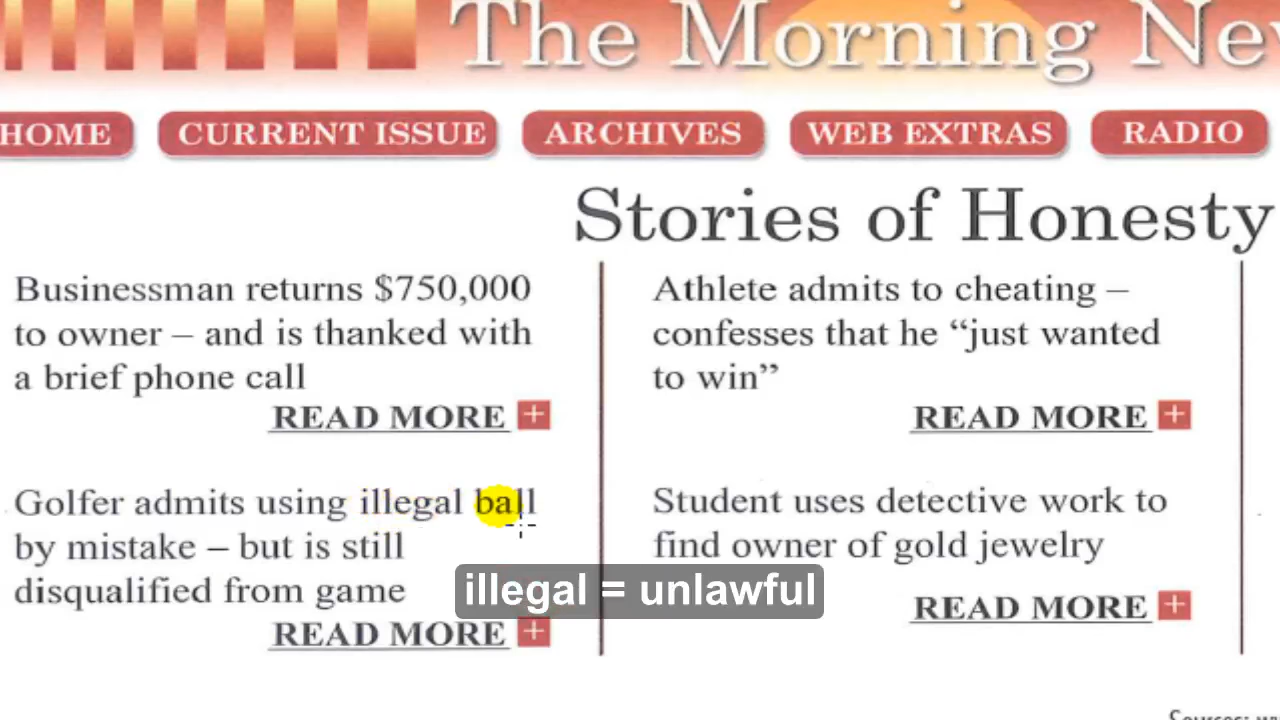 The Morning
HOME CURRENT ISSUE ARCHIVES WEB EXTRAS RADIO
Stories of Honesty
Businessman returns $750,000
to owner – and is thanked with
a brief phone call
READ MORE +
Golfer admits using illegal ball
by mistake – but is still
disqualified from game
READ MORE +
Athlete admits to cheating –
confesses that he “just wanted
to win”
READ MORE +
Student uses detective work to
find owner of gold jewelry
READ MORE +
illegal = unlawful